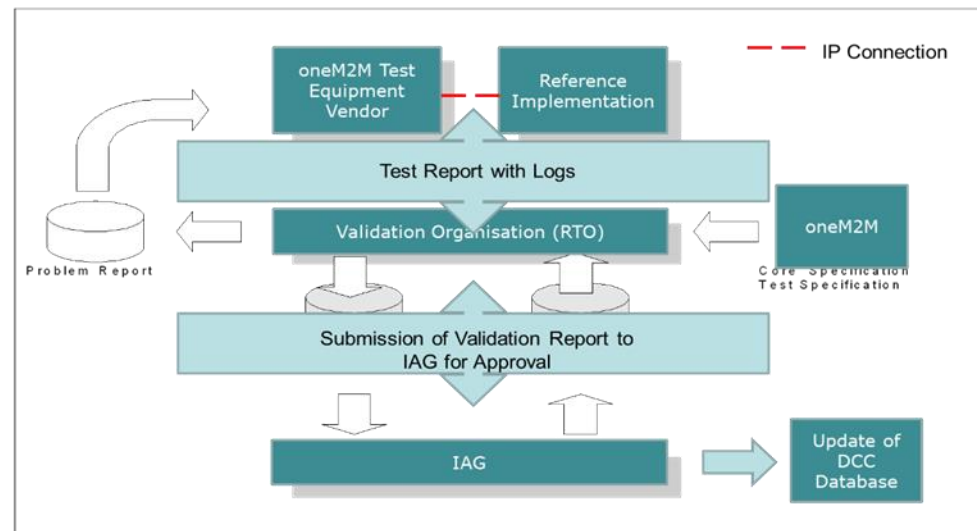 IP Connection
oneM2M Test
Equipment
Vendor
Reference
Implementation
Test Report with Logs
Validation Organisation (RTO)
oneM2M
Problem Report
Core Specification
Test Specification
Submission of Validation Report to
IAG for Approval
IAG
Update of
DCC
Database